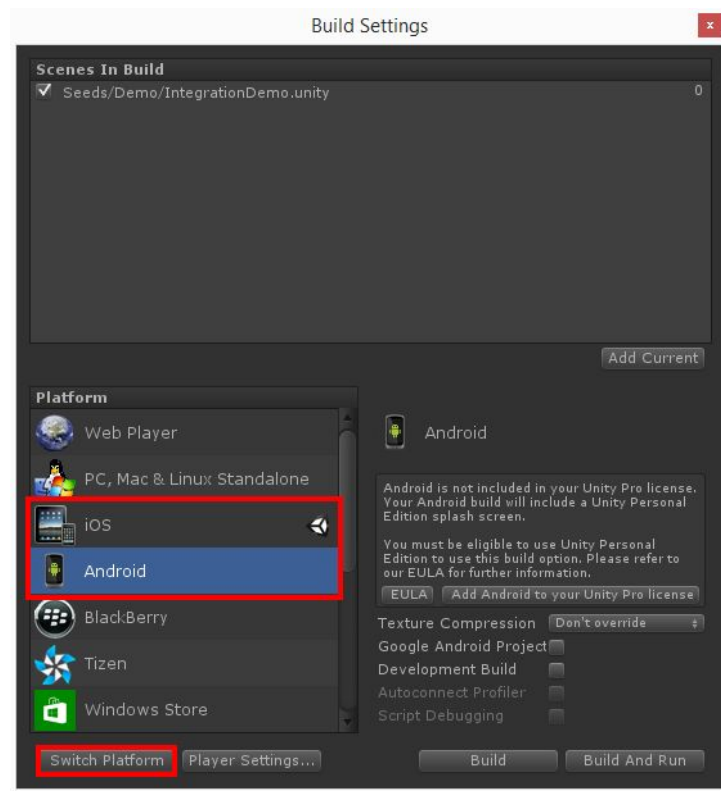 Build Settings
x
Scenes In Build
Seeds/Demo/IntegrationDemo.unity 0
Add Current
Platform
Web Player
PC, Mac & Linux Standalone
iOS
Android
BlackBerry
Tizen
Windows Store
Android
Android is not included in your Unity Pro license.
Your Android build will include a Unity Personal
Edition splash screen.
You must be eligible to use Unity Personal
Edition to use this build option. Please refer to
our EULA for further information.
EULA Add Android to your Unity Pro license
Texture Compression Don't override
Google Android Project
Development Build
Autoconnect Profiler
Script Debugging
Switch Platform Player Settings... Build Build And Run